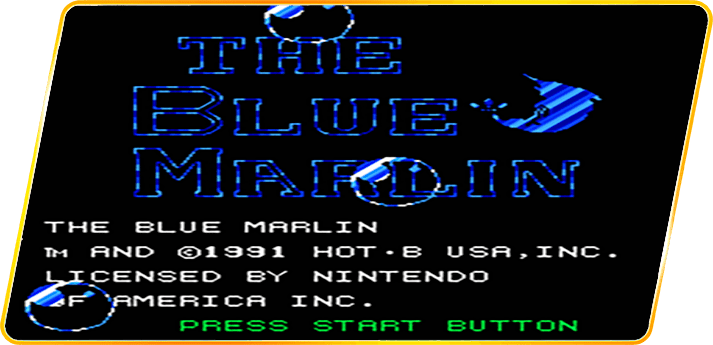 THE
BLUE
MARLIN
THE BLUE MARLIN
TM AND ©1991 HOT·B USA,INC.
LICENSED BY NINTENDO
OF AMERICA INC.
PRESS START BUTTON